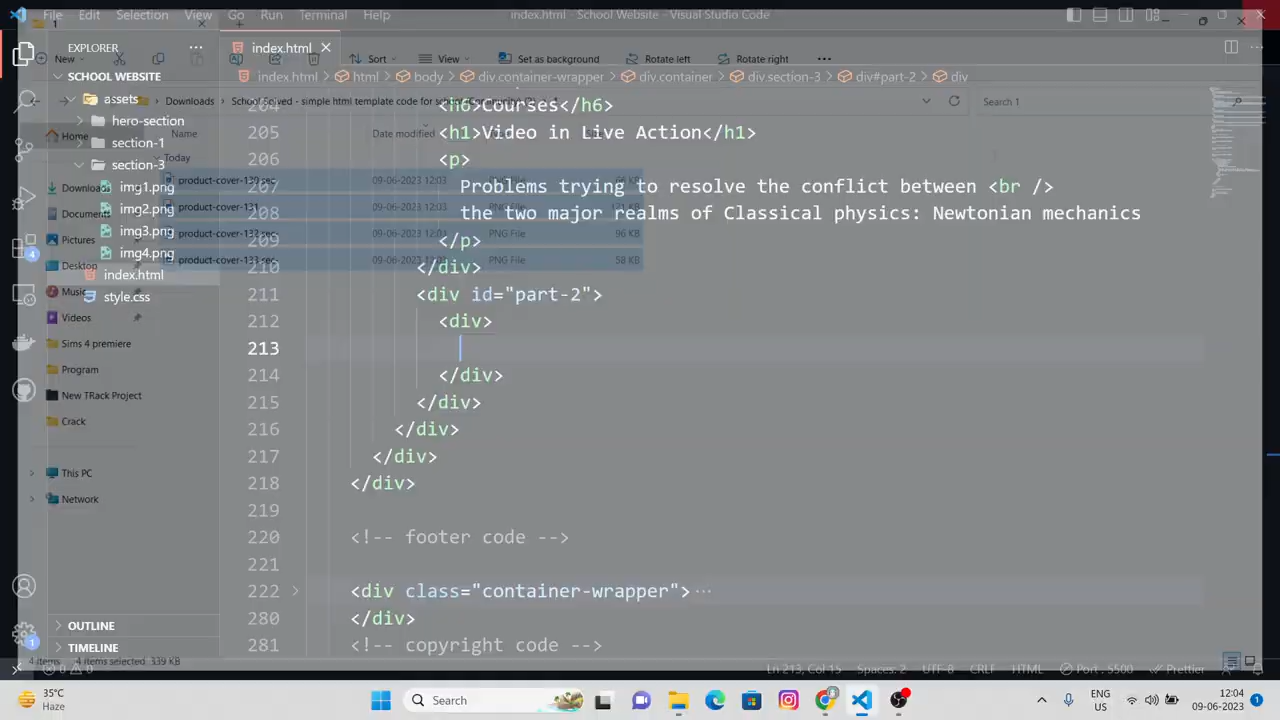 File Edit Selection View Go Run Terminal Help
index.html - School Website - Visual Studio Code
EXPLORER
index.html
New
Sort
View
Set as background
Rotate left
Rotate right
SCHOOL WEBSITE
index.html > html > body > div.container-wrapper > div.container > div.section-3 > div#part-2 > div
assets
Downloads
Search 1
204 <h6>Courses</h6>
hero-section
Home
Name
Date modified
205 <h1>Video in Live Action</h1>
section-1
Today
206 <p>
section-3
img1.png
Downloads
product-cover-130 sec-
09-06-2023 12:03
PNG File
66 KB
207 Problems trying to resolve the conflict between <br />
img2.png
Documents
product-cover-131
09-06-2023 12:03
PNG File
208 the two major realms of Classical physics: Newtonian mechanics
img3.png
Pictures
product-cover-132 sec-
09-06-2023 12:03
PNG File
96 KB
209 </p>
img4.png
Desktop
product-cover-133 sec-
09-06-2023 12:03
PNG File
58 KB
210 </div>
index.html
Music
211 <div id="part-2">
style.css
Videos
212 <div>
Sims 4 premiere
213
Program
214 </div>
New TRack Project
215 </div>
Crack
216 </div>
217 </div>
This PC
218 </div>
Network
219
220 <!-- footer code -->
221
222 <div class="container-wrapper">···
280 </div>
OUTLINE
281 <!-- copyright code -->
TIMELINE
4 items 4 items selected 339 KB
0 0
Ln 213, Col 15 Spaces: 2 UTF-8 CRLF HTML Port : 5500 Prettier
35°C
Haze
Search
ENG
US
12:04
09-06-2023